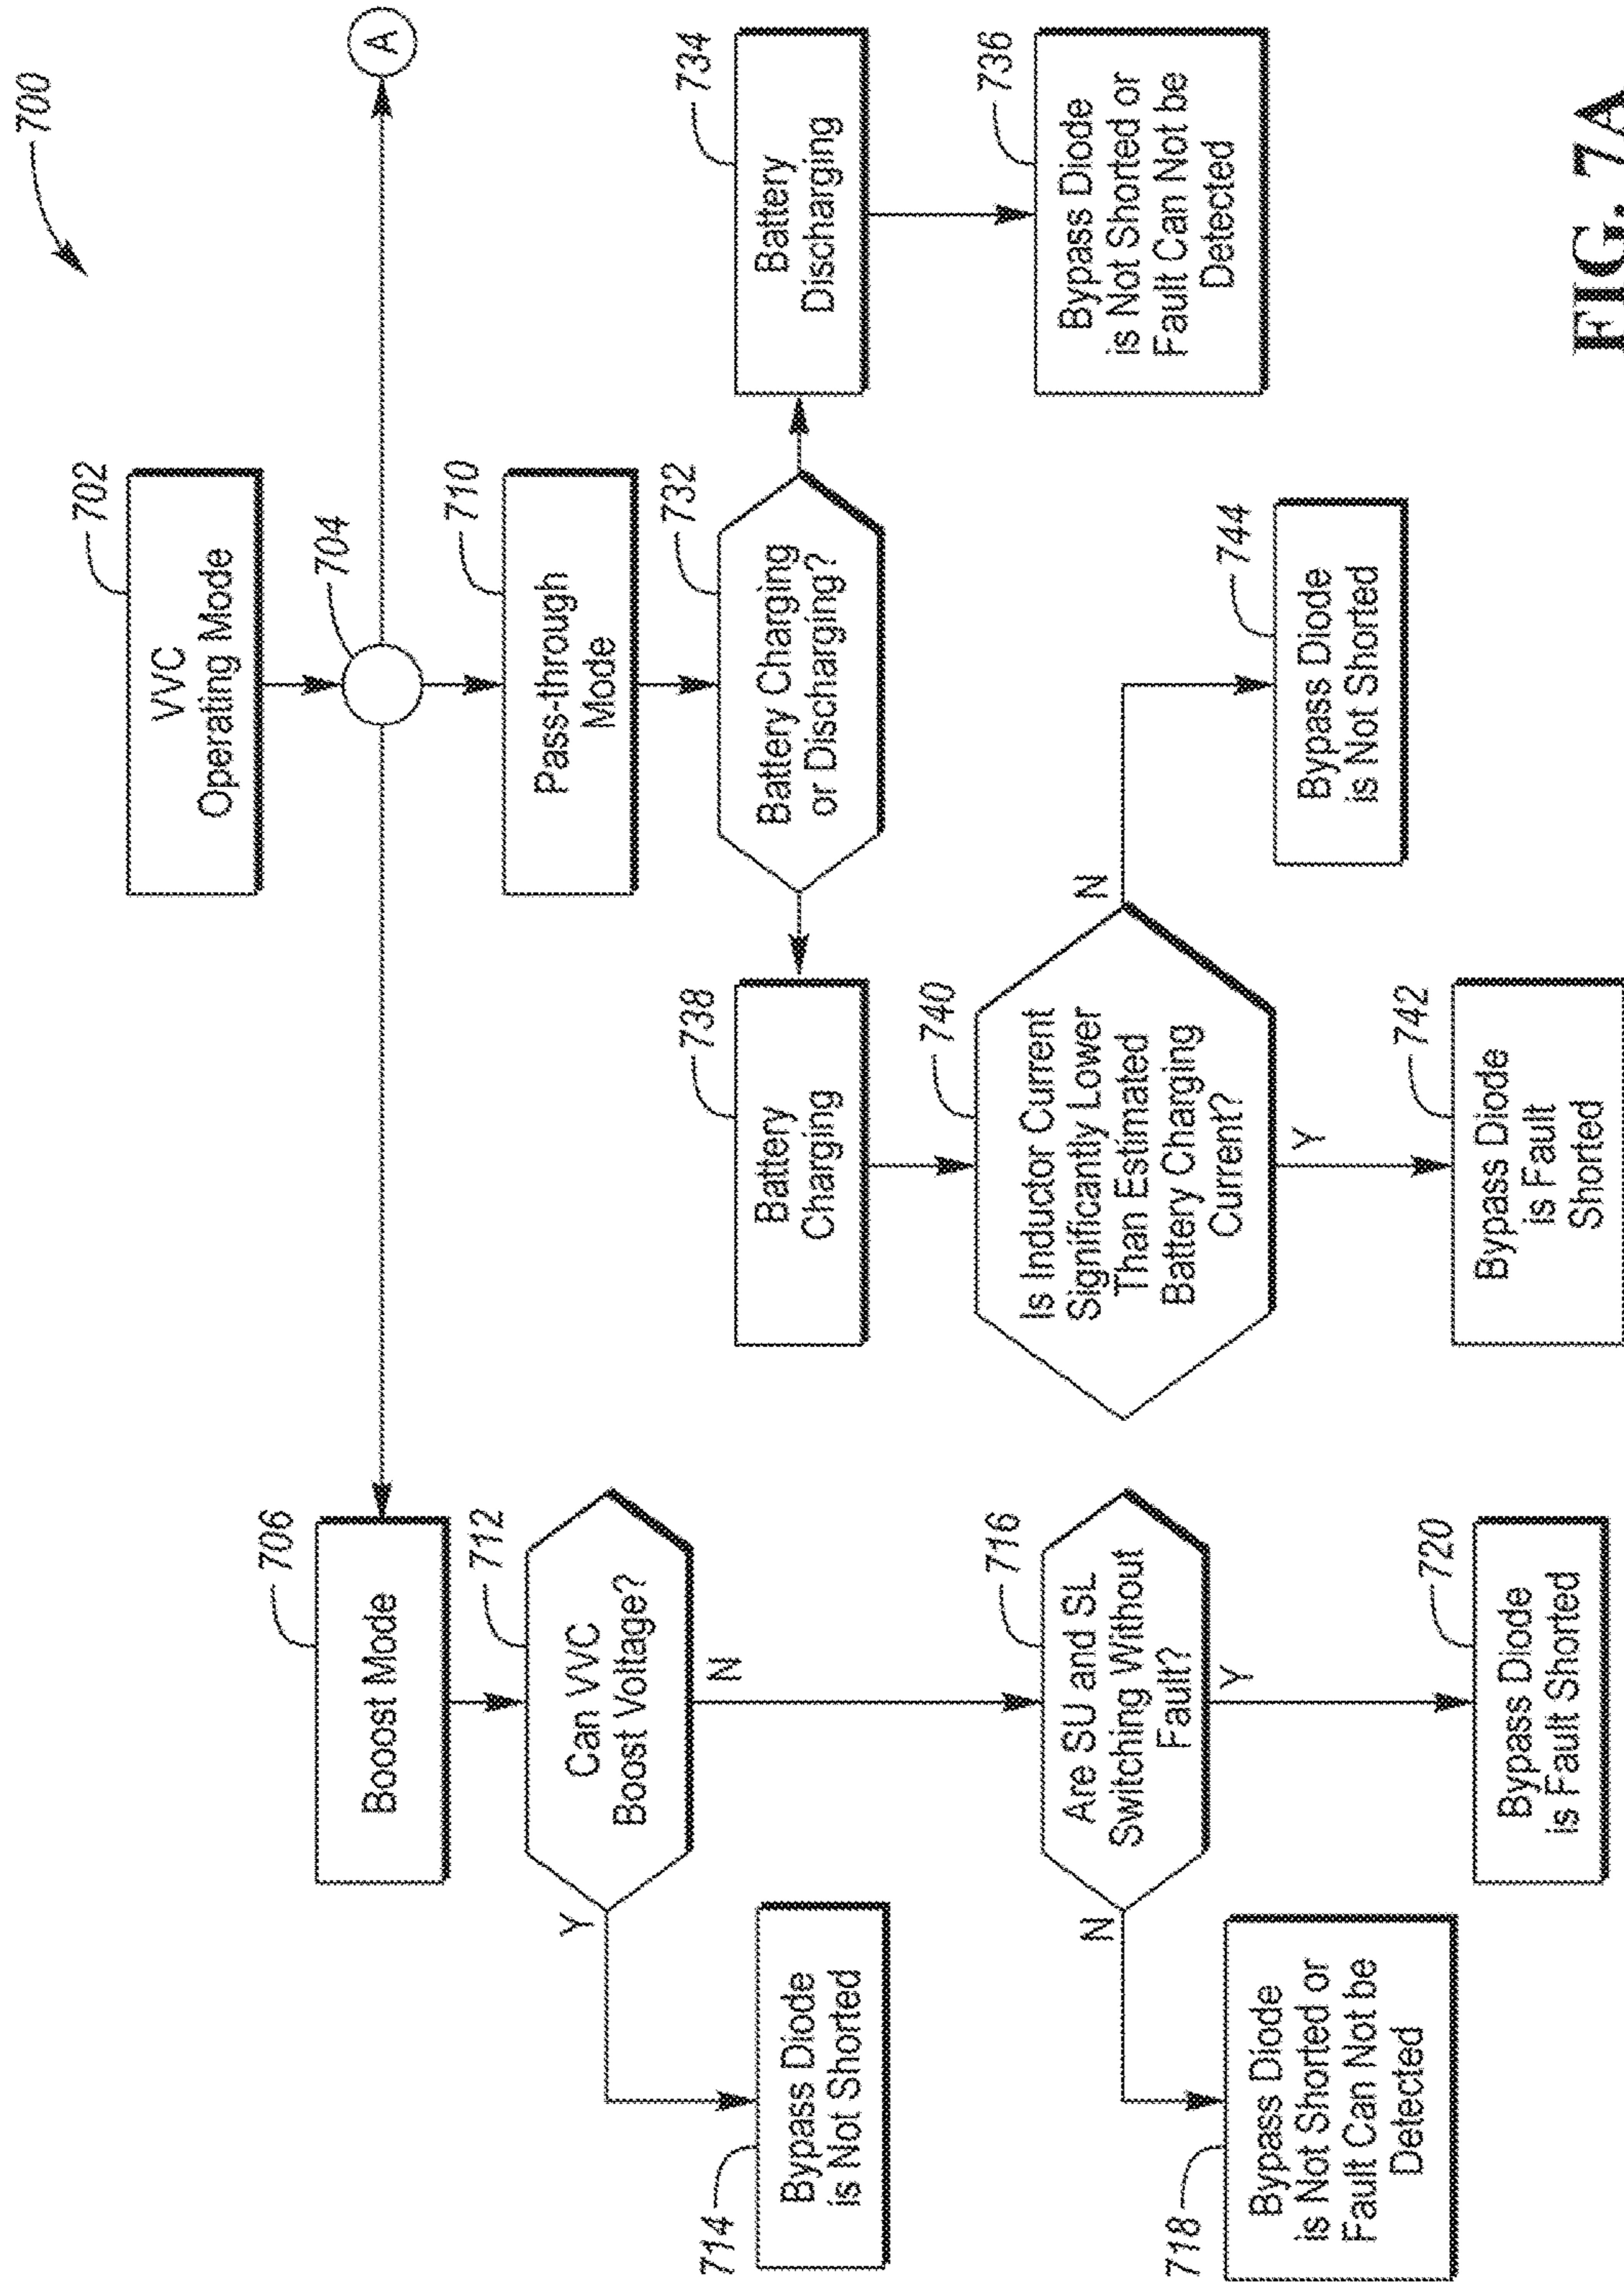 700
702
VVC
Operating Mode
704
A
706
Boost Mode
710
Pass-through
Mode
712
Can VVC
Boost Voltage?
Y
N
732
Battery Charging
or Discharging?
734
Battery
Discharging
714
Bypass Diode
is Not Shorted
738
Battery
Charging
736
Bypass Diode
is Not Shorted or
Fault Can Not be
Detected
716
Are SU and SL
Switching Without
Fault?
N
Y
740
Is Inductor Current
Significantly Lower
Than Estimated
Battery Charging
Current?
N
Y
718
Bypass Diode
is Not Shorted or
Fault Can Not be
Detected
720
Bypass Diode
is Fault Shorted
742
Bypass Diode
is Fault
Shorted
744
Bypass Diode
is Not Shorted
FIG. 7A